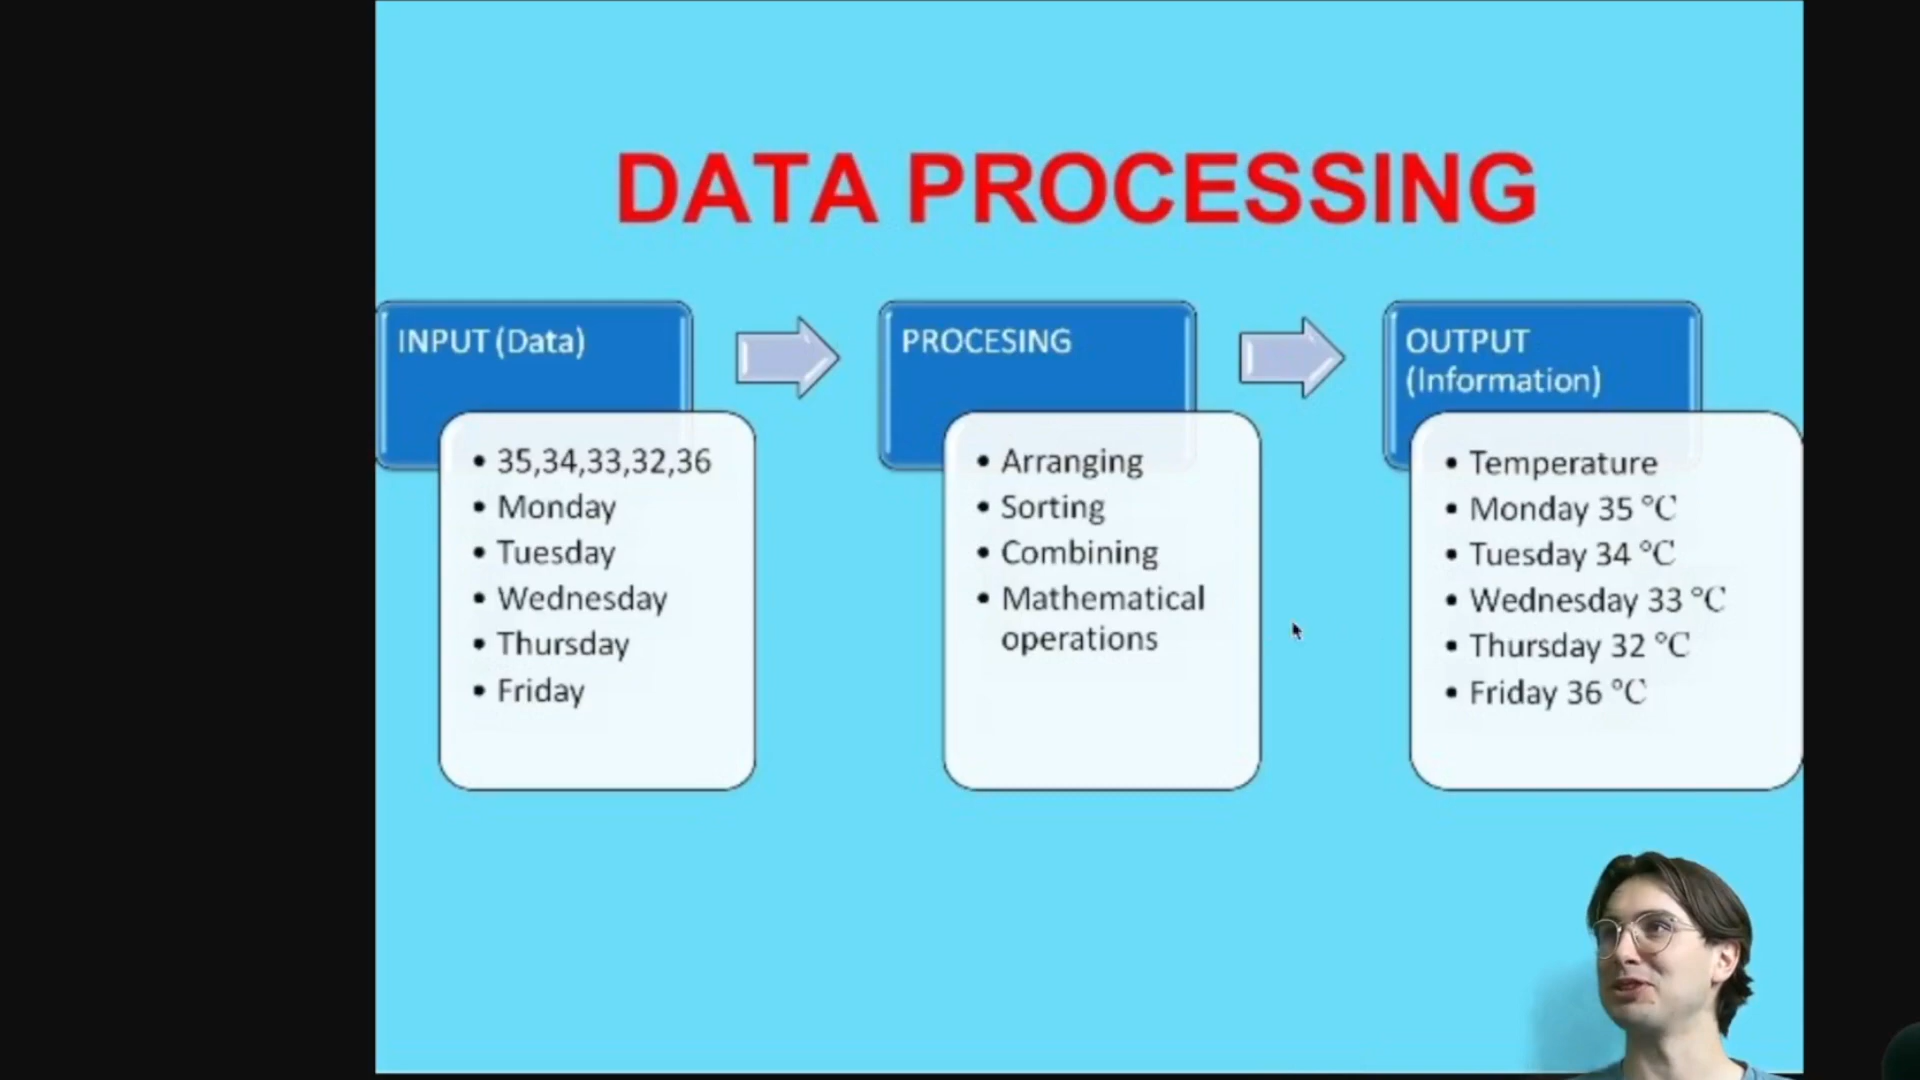 DATA PROCESSING
INPUT (Data)
• 35,34,33,32,36
• Monday
• Tuesday
• Wednesday
• Thursday
• Friday
PROCESING
• Arranging
• Sorting
• Combining
• Mathematical
operations
OUTPUT
(Information)
• Temperature
• Monday 35 °C
• Tuesday 34 °C
• Wednesday 33 °C
• Thursday 32 °C
• Friday 36 °C